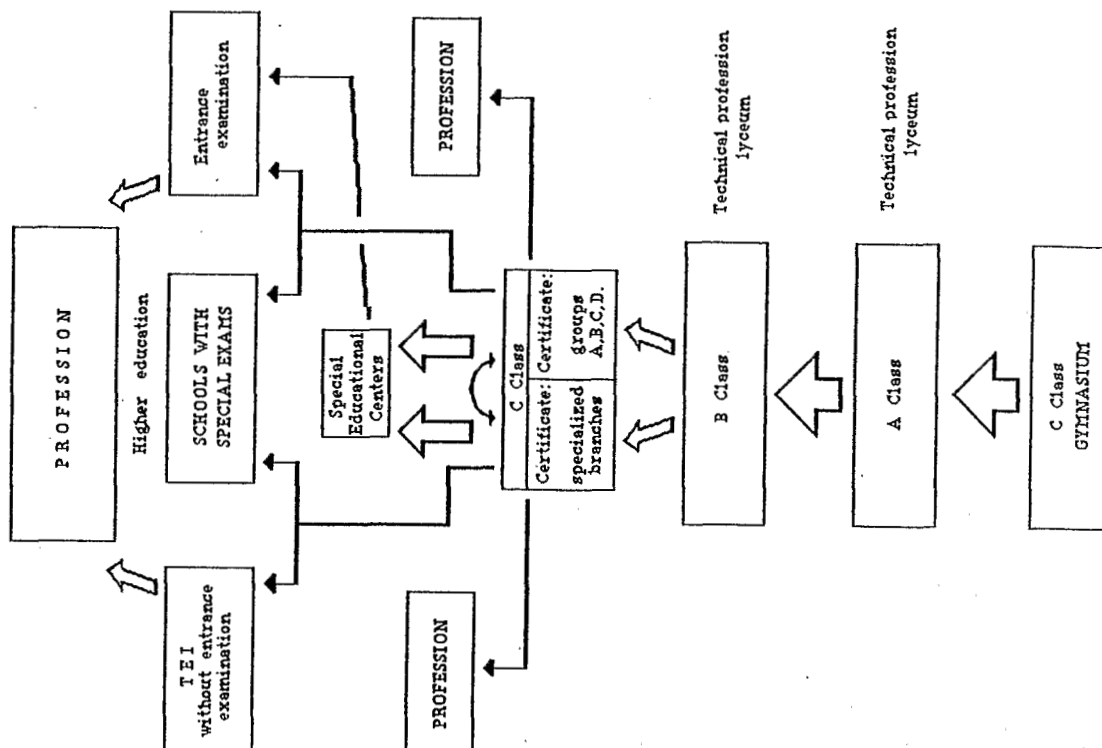 P R O F E S S I O N
Higher education
T E I
without entrance
examination
SCHOOLS WITH
SPECIAL EXAMS
Entrance
examination
Special
Educational
Centers
PROFESSION
PROFESSION
C Class
Certificate:
specialized
branches
Certificate:
groups
A,B,C,D.
B Class
Technical profession
lyceum
A Class
Technical profession
lyceum
C Class
GYMNASIUM